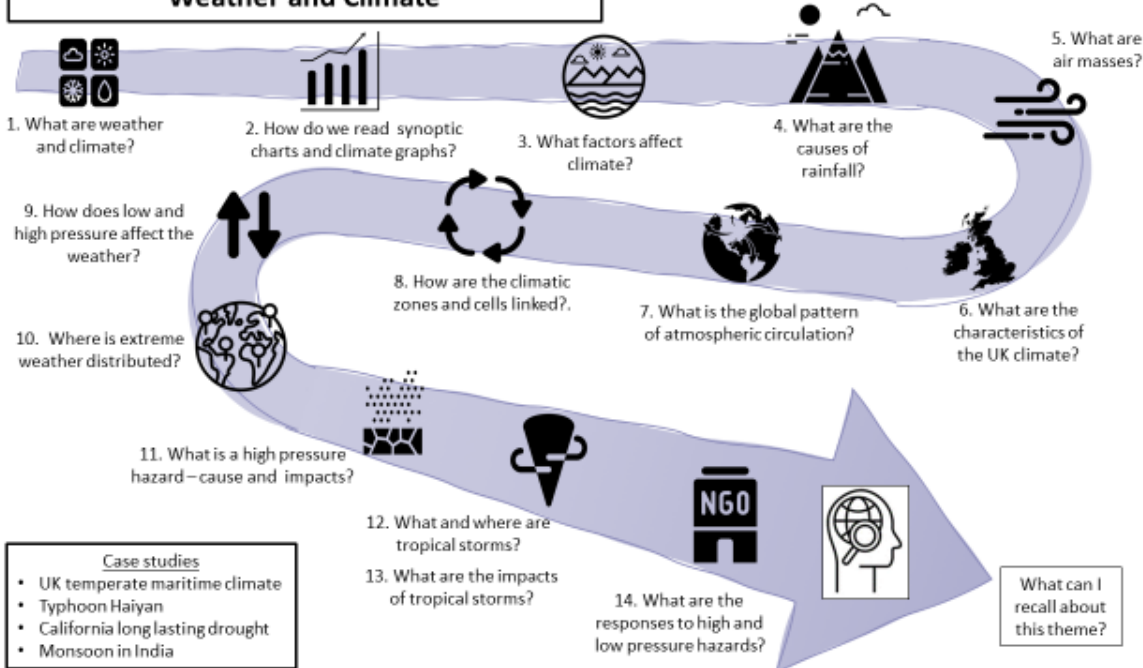 Weather and Climate
1. What are weather
and climate?
2. How do we read synoptic
charts and climate graphs?
3. What factors affect
climate?
4. What are the
causes of
rainfall?
5. What are
air masses?
6. What are the
characteristics of
the UK climate?
7. What is the global pattern
of atmospheric circulation?
8. How are the climatic
zones and cells linked?.
9. How does low and
high pressure affect the
weather?
10. Where is extreme
weather distributed?
11. What is a high pressure
hazard – cause and impacts?
12. What and where are
tropical storms?
13. What are the impacts
of tropical storms?
NGO
14. What are the
responses to high and
low pressure hazards?
What can I
recall about
this theme?
Case studies
• UK temperate maritime climate
• Typhoon Haiyan
• California long lasting drought
• Monsoon in India